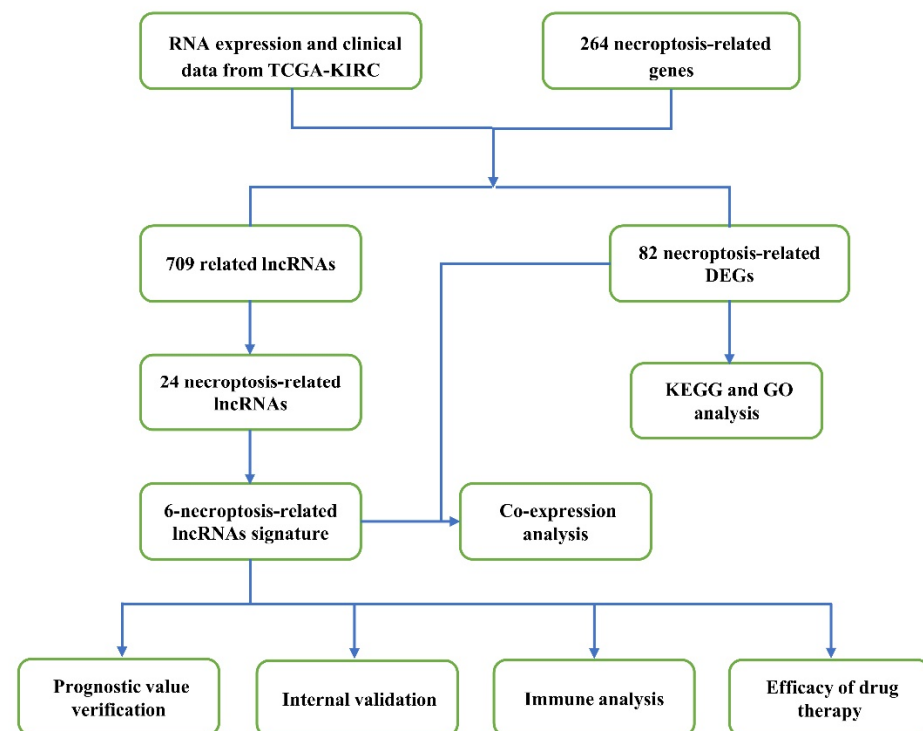 RNA expression and clinical
data from TCGA-KIRC
264 necroptosis-related
genes
709 related lncRNAs
82 necroptosis-related
DEGs
24 necroptosis-related
lncRNAs
KEGG and GO
analysis
6-necroptosis-related
lncRNAs signature
Co-expression
analysis
Prognostic value
verification
Internal validation
Immune analysis
Efficacy of drug
therapy